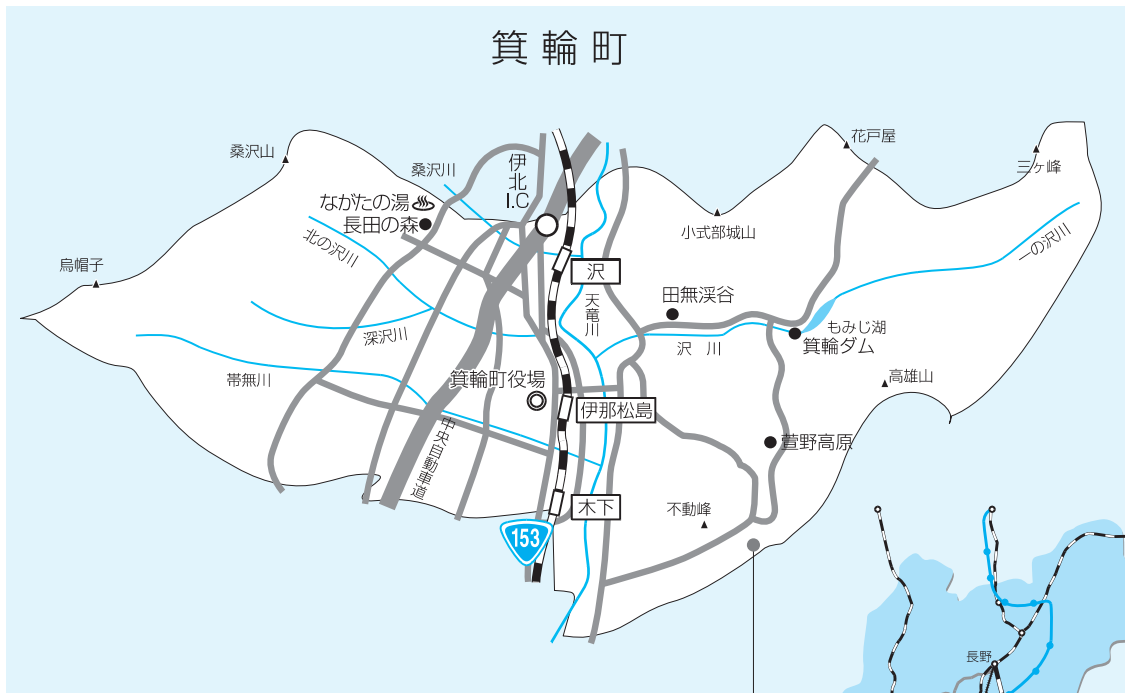 箕輪町
花戸屋
桑沢山
桑沢川
伊北
I.C
三ヶ峰
ながたの湯
長田の森
小式部城山
北の沢川
一の沢川
烏帽子
沢
田無渓谷
天竜川
もみじ湖
箕輪ダム
深沢川
沢川
帯無川
箕輪町役場
高雄山
伊那松島
中央自動車道
萱野高原
木下
不動峰
153
長野